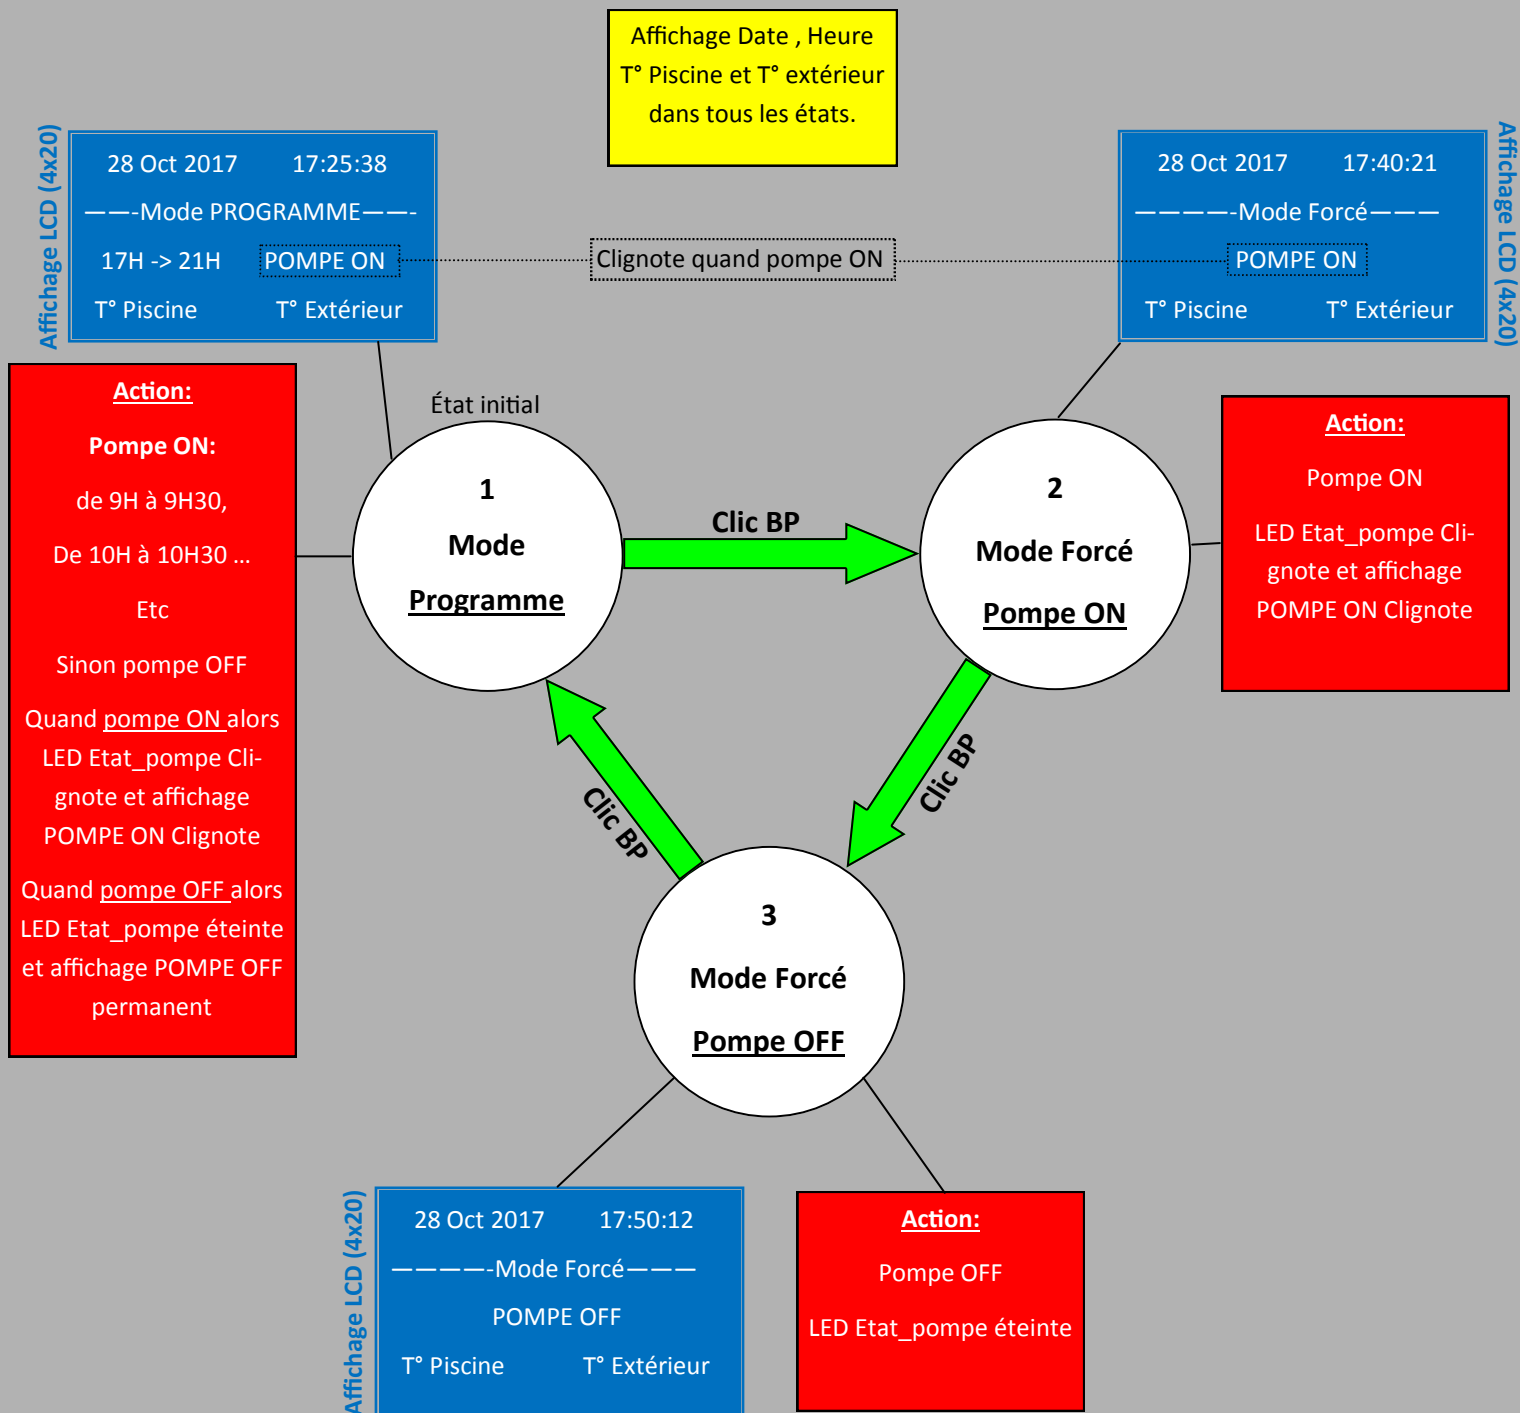 Affichage Date , Heure
T° Piscine et T° extérieur
dans tous les états.
Affichage LCD (4x20)
28 Oct 2017 17:25:38
——-Mode PROGRAMME——-
17H -> 21H POMPE ON
T° Piscine T° Extérieur
Clignote quand pompe ON
Affichage LCD (4x20)
28 Oct 2017 17:40:21
————-Mode Forcé———
POMPE ON
T° Piscine T° Extérieur
Action:
Pompe ON:
de 9H à 9H30,
De 10H à 10H30 ...
Etc
Sinon pompe OFF
Quand pompe ON alors
LED Etat_pompe Cli-
gnote et affichage
POMPE ON Clignote
Quand pompe OFF alors
LED Etat_pompe éteinte
et affichage POMPE OFF
permanent
État initial
1
Mode
Programme
Clic BP
2
Mode Forcé
Pompe ON
Action:
Pompe ON
LED Etat_pompe Cli-
gnote et affichage
POMPE ON Clignote
Clic BP
Clic BP
3
Mode Forcé
Pompe OFF
Affichage LCD (4x20)
28 Oct 2017 17:50:12
————-Mode Forcé———
POMPE OFF
T° Piscine T° Extérieur
Action:
Pompe OFF
LED Etat_pompe éteinte